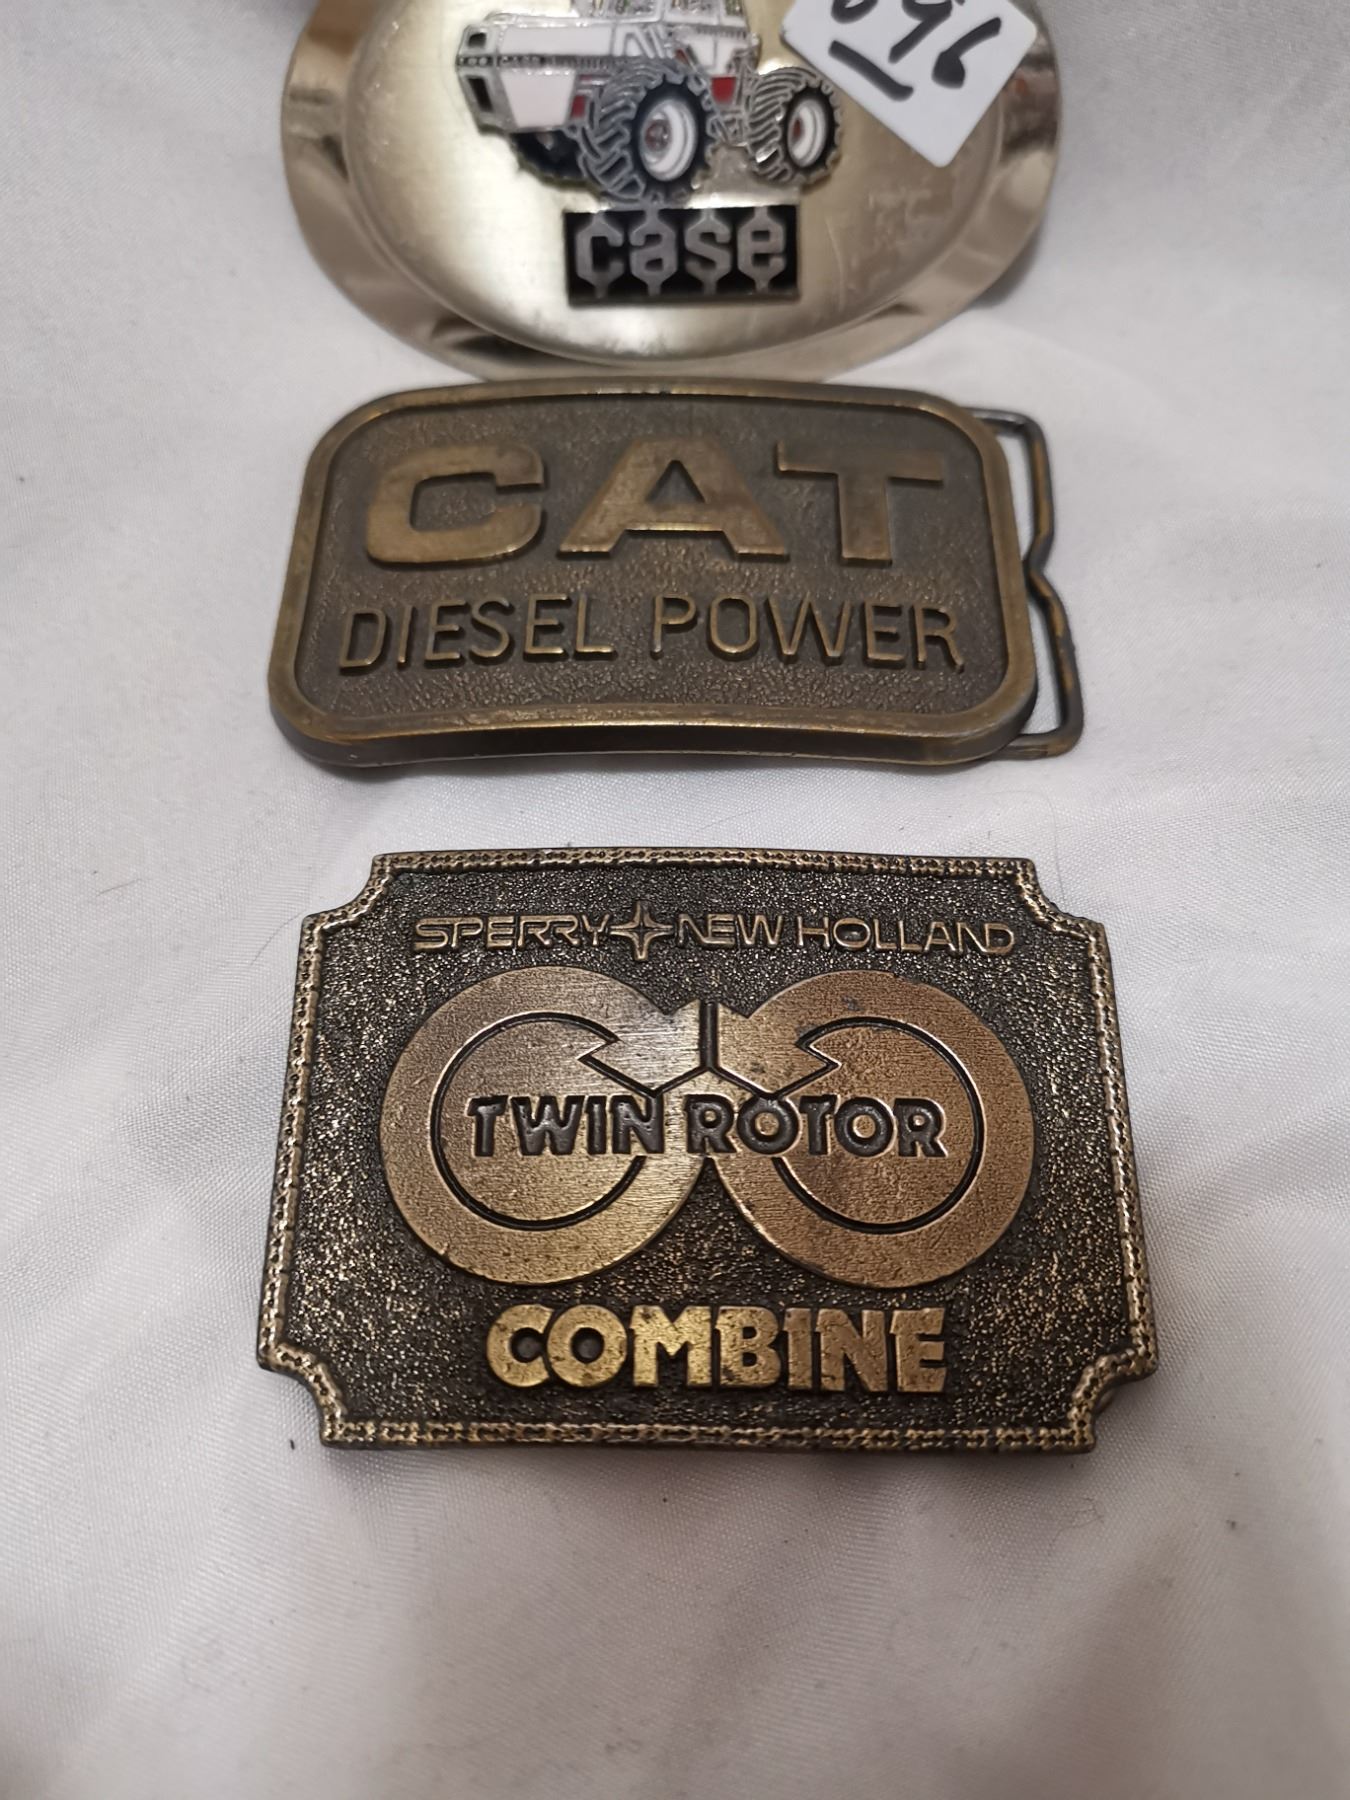 case
CAT
DIESEL POWER
SPERRY NEW HOLLAND
TWIN ROTOR
COMBINE